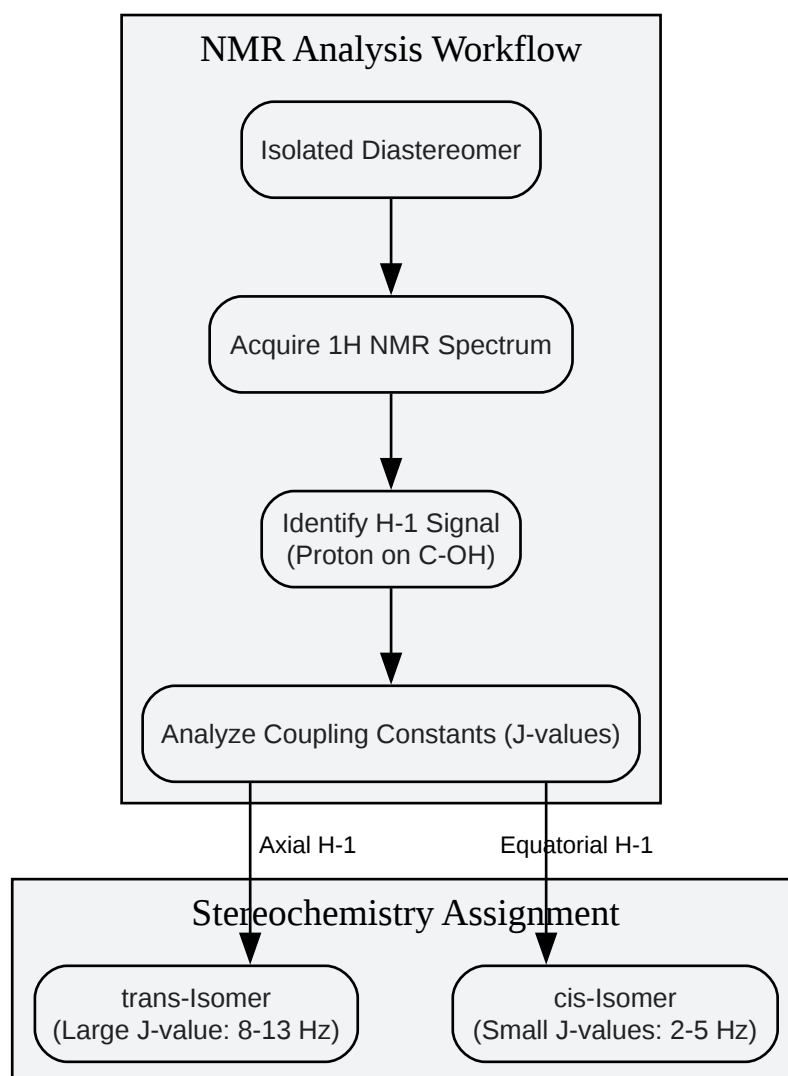 NMR Analysis Workflow
Isolated Diastereomer
Acquire 1H NMR Spectrum
Identify H-1 Signal
(Proton on C-OH)
Analyze Coupling Constants (J-values)
Axial H-1
Equatorial H-1
Stereochemistry Assignment
trans-Isomer
(Large J-value: 8-13 Hz)
cis-Isomer
(Small J-values: 2-5 Hz)